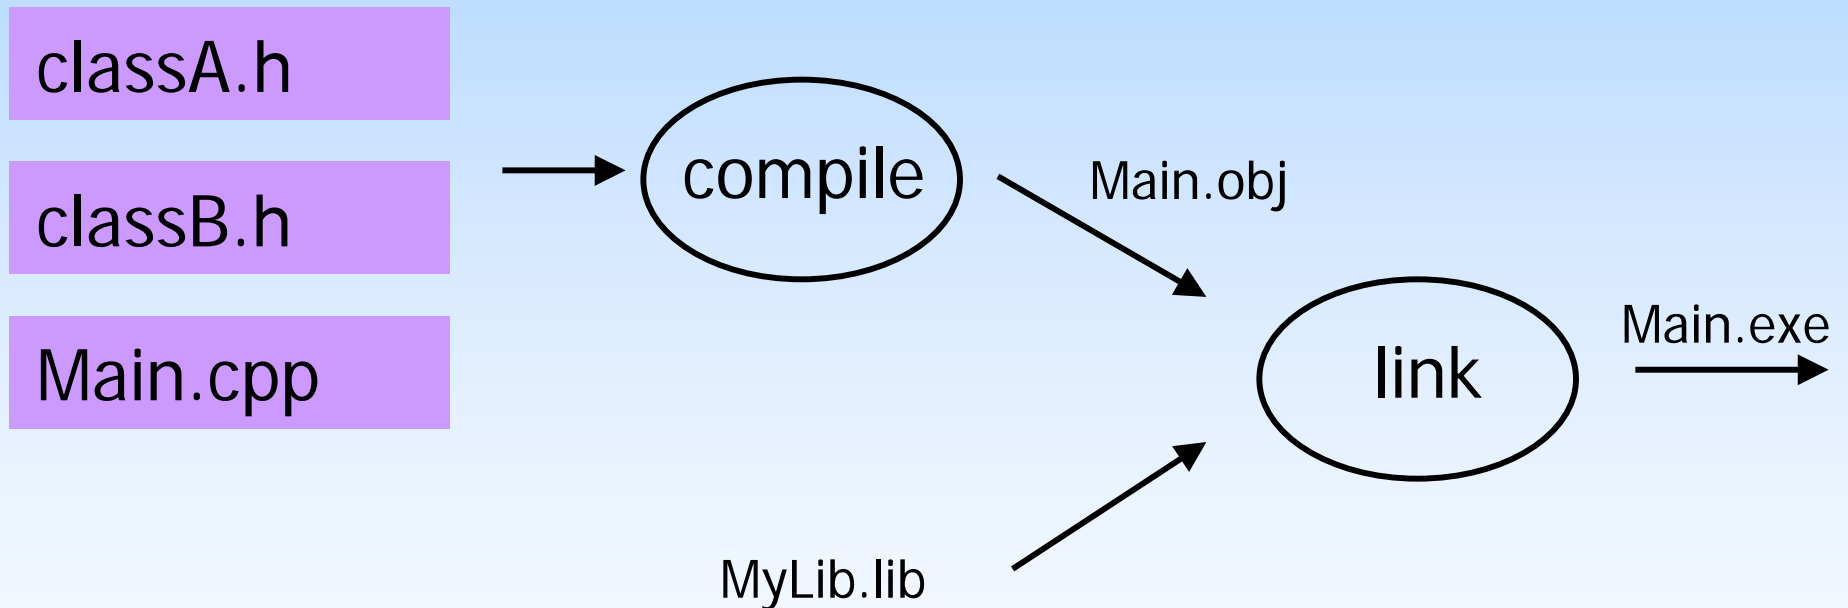 classA.h
classB.h
Main.cpp
compile
Main.obj
MyLib.lib
link
Main.exe